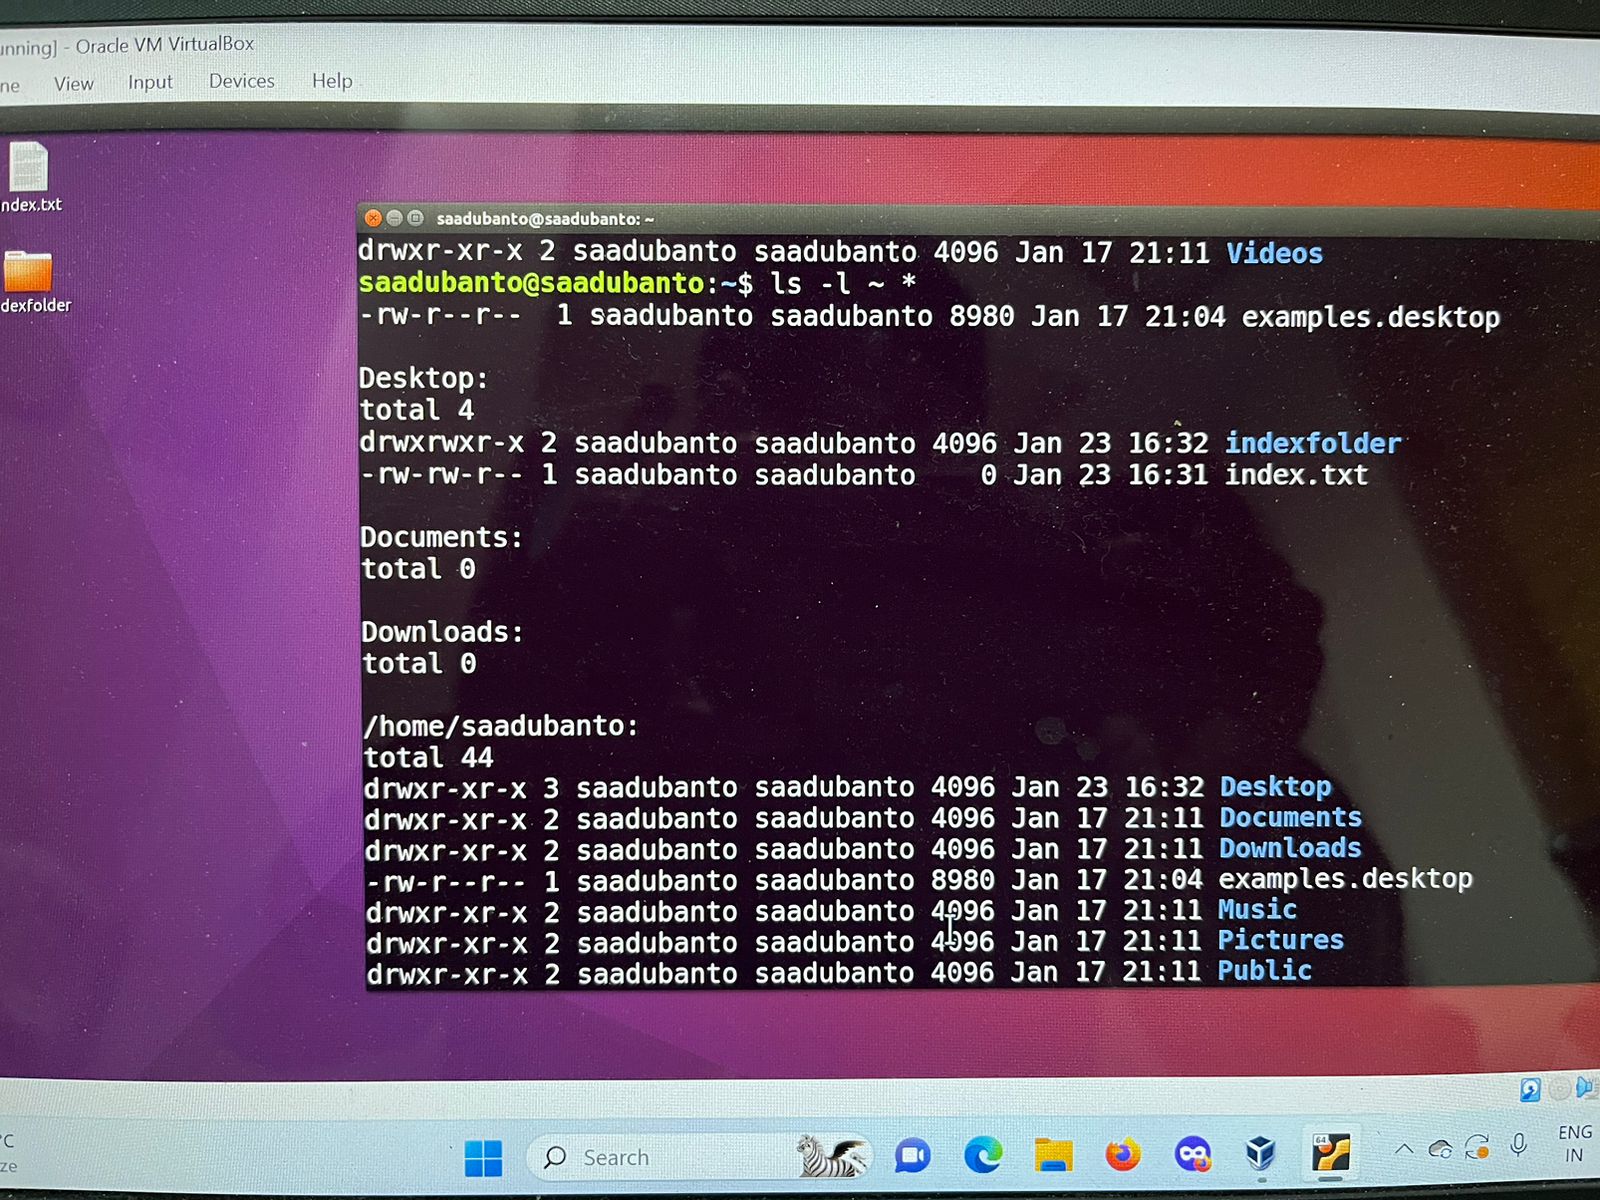 unning] - Oracle VM VirtualBox
ne View Input Devices Help
ndex.txt
dexfolder
saadubanto@saadubanto: ~
drwxr-xr-x 2 saadubanto saadubanto 4096 Jan 17 21:11 Videos
saadubanto@saadubanto:~$ ls -l ~ *
-rw-r--r--  1 saadubanto saadubanto 8980 Jan 17 21:04 examples.desktop
Desktop:
total 4
drwxrwxr-x 2 saadubanto saadubanto 4096 Jan 23 16:32 indexfolder
-rw-rw-r-- 1 saadubanto saadubanto    0 Jan 23 16:31 index.txt
Documents:
total 0
Downloads:
total 0
/home/saadubanto:
total 44
drwxr-xr-x 3 saadubanto saadubanto 4096 Jan 23 16:32 Desktop
drwxr-xr-x 2 saadubanto saadubanto 4096 Jan 17 21:11 Documents
drwxr-xr-x 2 saadubanto saadubanto 4096 Jan 17 21:11 Downloads
-rw-r--r-- 1 saadubanto saadubanto 8980 Jan 17 21:04 examples.desktop
drwxr-xr-x 2 saadubanto saadubanto 4096 Jan 17 21:11 Music
drwxr-xr-x 2 saadubanto saadubanto 4096 Jan 17 21:11 Pictures
drwxr-xr-x 2 saadubanto saadubanto 4096 Jan 17 21:11 Public
°C
ze
Search
64
ENG
IN